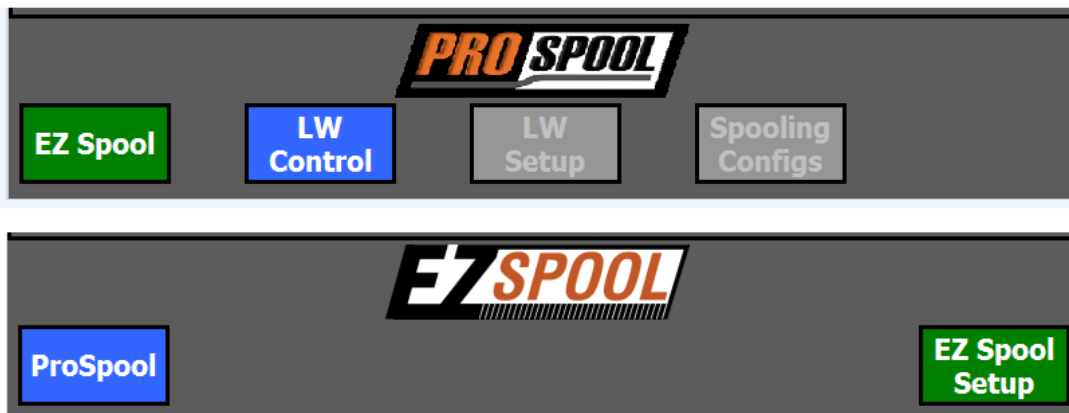 PRO SPOOL
EZ Spool
LW
Control
LW
Setup
Spooling
Configs
EZ SPOOL
ProSpool
EZ Spool
Setup